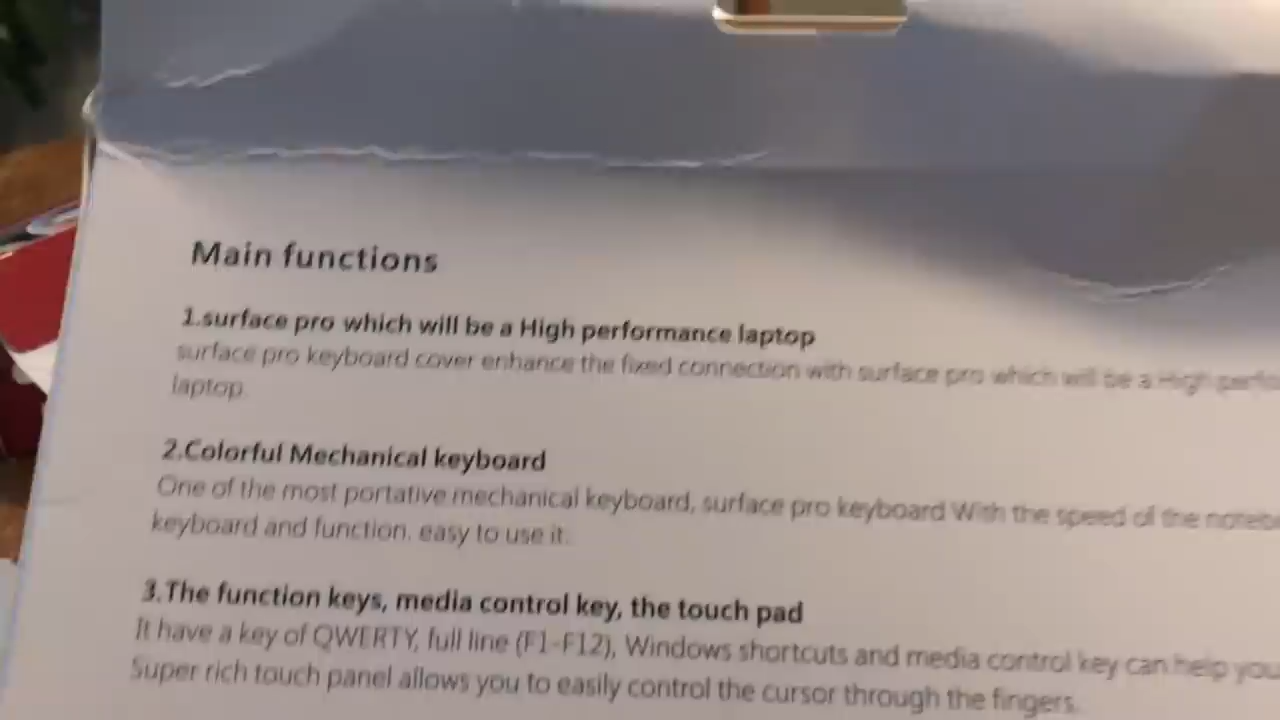 Main functions
1.surface pro which will be a High performance laptop
surface pro keyboard cover enhance the fixed connection with surface pro which will be a High
laptop.
2.Colorful Mechanical keyboard
One of the most portative mechanical keyboard, surface pro keyboard With the speed of the
keyboard and function. easy to use it.
3.The function keys, media control key, the touch pad
It have a key of QWERTY, full line (F1-F12), Windows shortcuts and media control key can help you
Super rich touch panel allows you to easily control the cursor through the fingers.